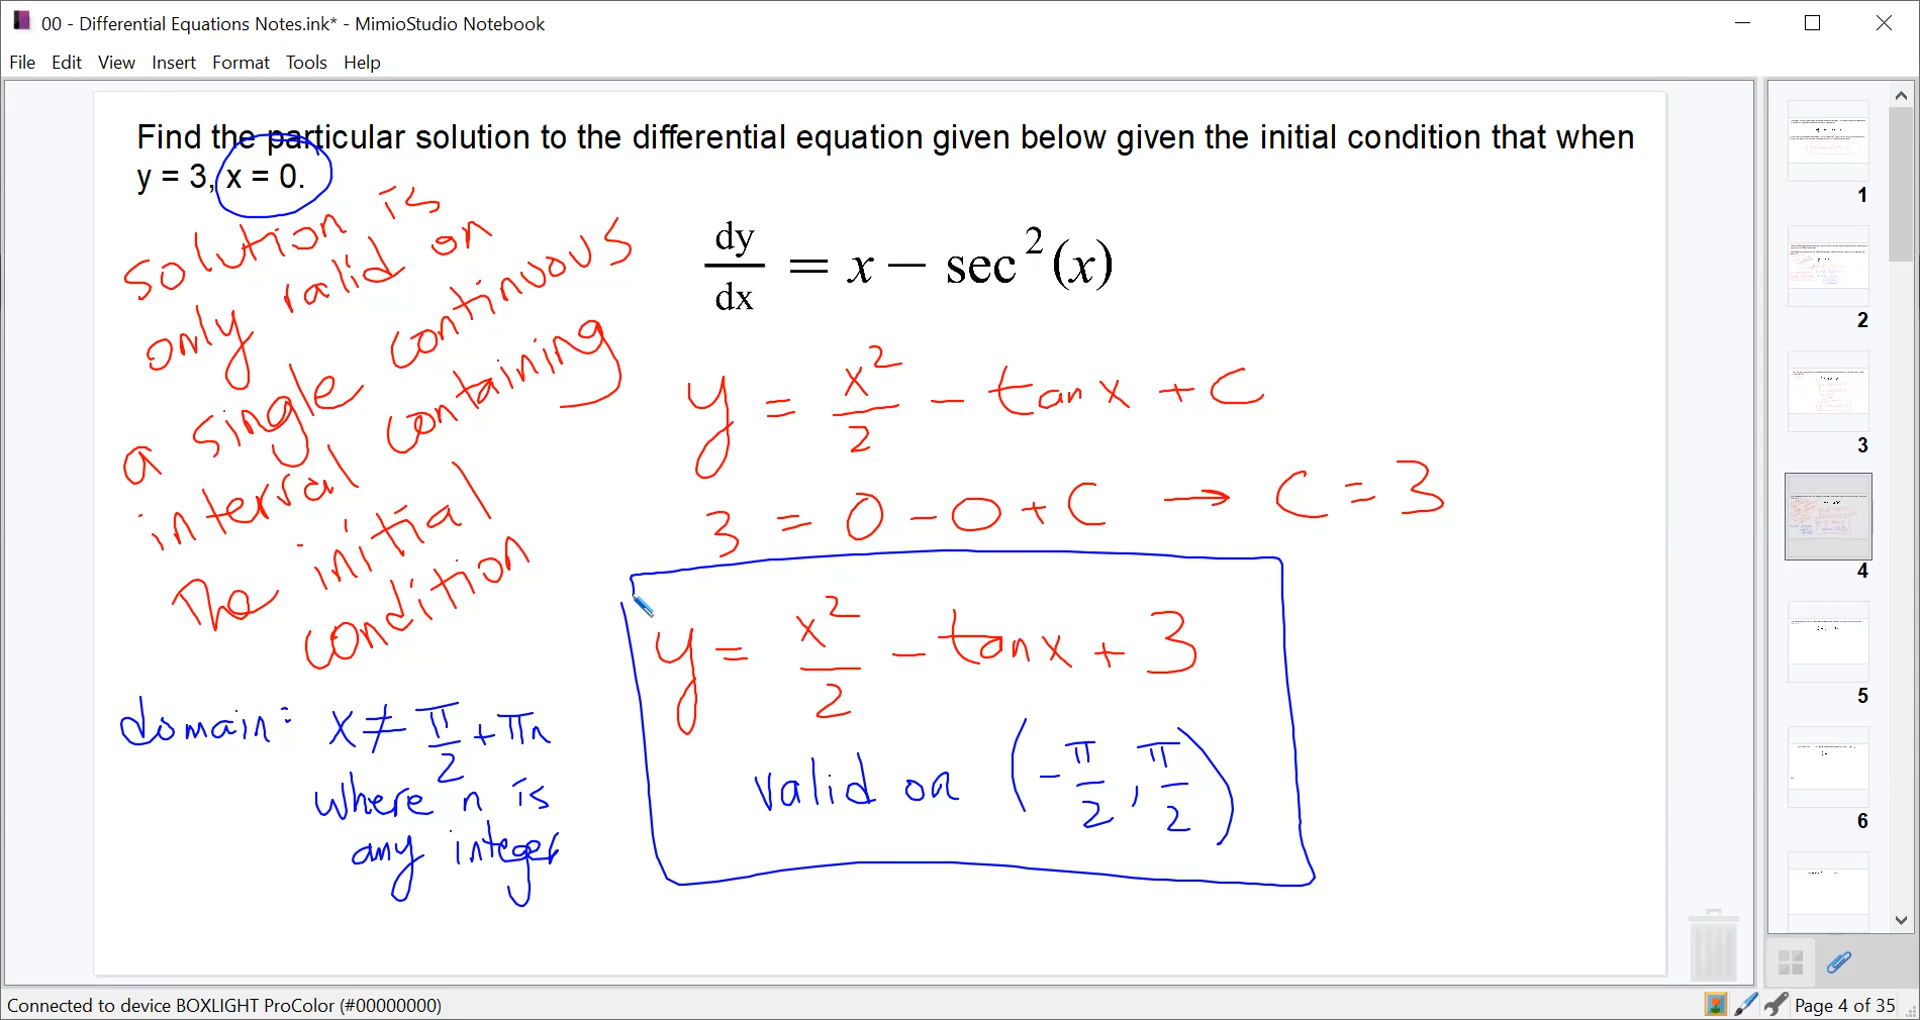 00 - Differential Equations Notes.ink* - MimioStudio Notebook
File Edit View Insert Format Tools Help
Find the particular solution to the differential equation given below given the initial condition that when
y = 3, x = 0.
dy/dx = x − sec²(x)
solution is
only valid on
a single continuous
interval containing
The initial
condition
y = x²/2 − tan x + C
3 = 0 − 0 + C → C = 3
y = x²/2 − tan x + 3
valid on (−π/2, π/2)
domain: x ≠ π/2 + πn
where n is
any integer
1
2
3
4
5
6
Connected to device BOXLIGHT ProColor (#00000000)
Page 4 of 35